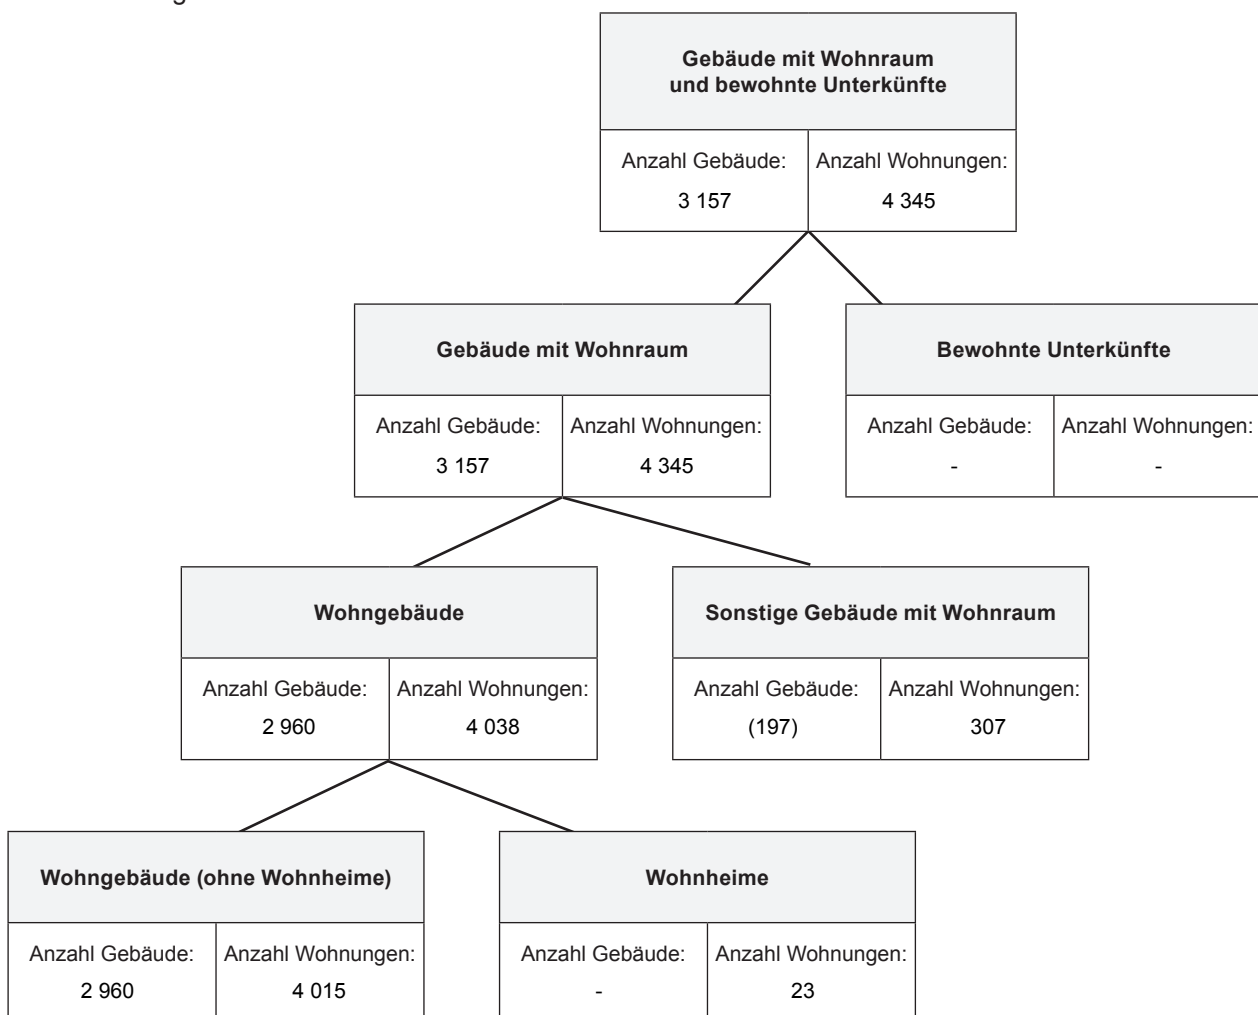 Gebäude mit Wohnraum
und bewohnte Unterkünfte
Anzahl Gebäude:
Anzahl Wohnungen:
3 157
4 345
Gebäude mit Wohnraum
Bewohnte Unterkünfte
Anzahl Gebäude:
Anzahl Wohnungen:
Anzahl Gebäude:
Anzahl Wohnungen:
3 157
4 345
-
-
Wohngebäude
Sonstige Gebäude mit Wohnraum
Anzahl Gebäude:
Anzahl Wohnungen:
Anzahl Gebäude:
Anzahl Wohnungen:
2 960
4 038
(197)
307
Wohngebäude (ohne Wohnheime)
Wohnheime
Anzahl Gebäude:
Anzahl Wohnungen:
Anzahl Gebäude:
Anzahl Wohnungen:
2 960
4 015
-
23